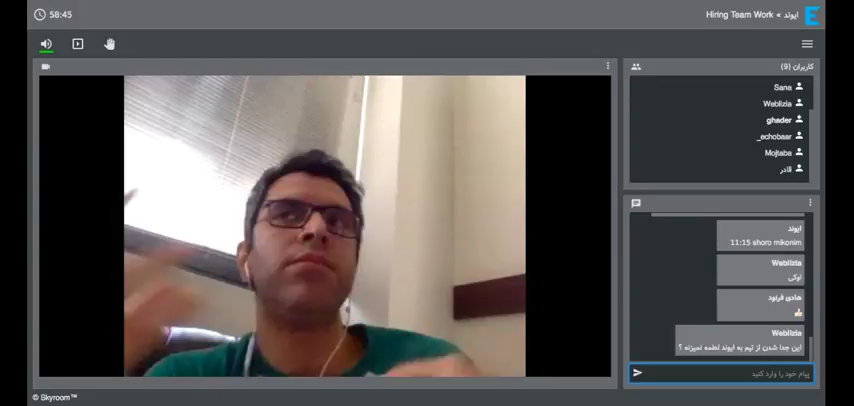 58:45
ایوند » Hiring Team Work
کاربران (9)
Sana
Weblizia
ghader
_echobaar
Mojtaba
قادر
ایوند
11:15 shoro mikonim
Weblizia
اوکی
هادی فرنود
👍
Weblizia
این جدا شدن از تیم به ایوند لطمه نمیزنه ؟
پیام خود را وارد کنید
© Skyroom™